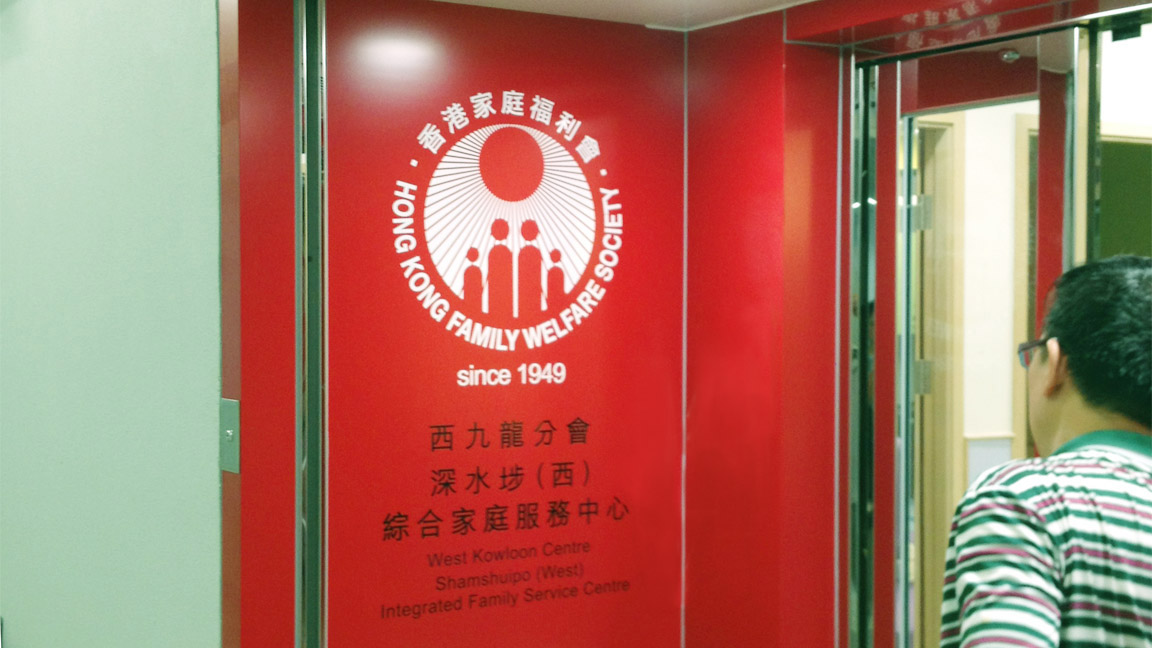 ·香港家庭福利會·
HONG KONG FAMILY WELFARE SOCIETY
since 1949
西九龍分會
深水埗(西)
綜合家庭服務中心
West Kowloon Centre
Shamshuipo (West)
Integrated Family Service Centre